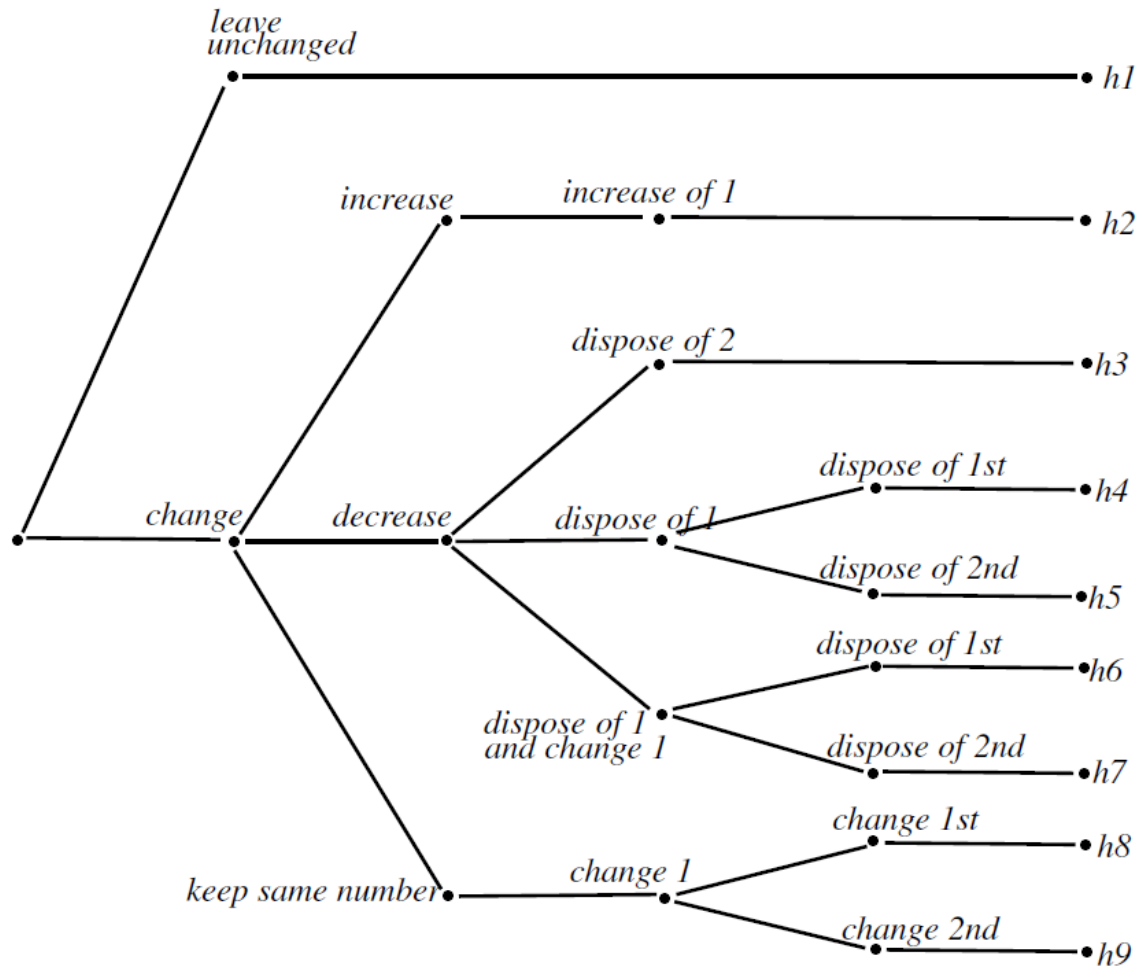 leave
unchanged
h1
increase
increase of 1
h2
dispose of 2
h3
dispose of 1st
h4
change
decrease
dispose of 1
dispose of 2nd
h5
dispose of 1st
h6
dispose of 1
and change 1
dispose of 2nd
h7
change 1st
h8
keep same number
change 1
change 2nd
h9